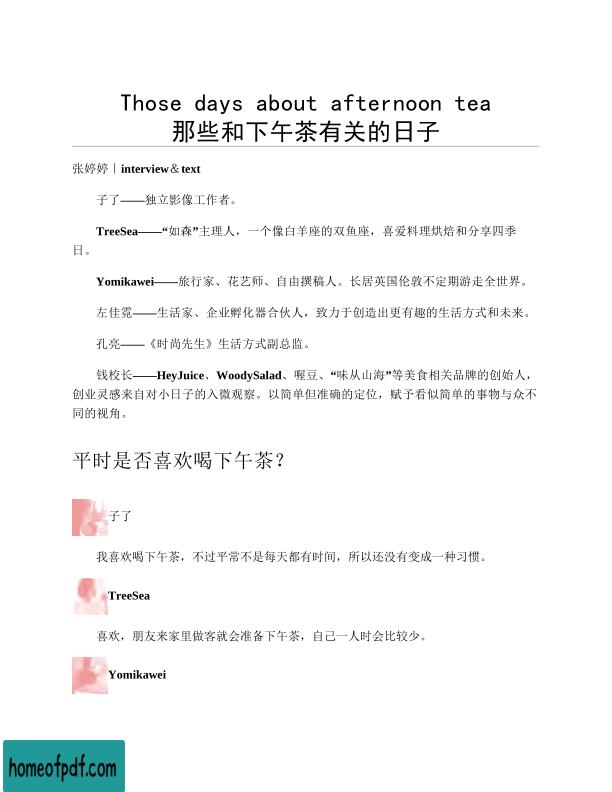 Those days about afternoon tea
那些和下午茶有关的日子
张婷婷｜interview＆text
子了——独立影像工作者。
TreeSea——“如森”主理人，一个像白羊座的双鱼座，喜爱料理烘焙和分享四季
日。
Yomikawei——旅行家、花艺师、自由撰稿人。长居英国伦敦不定期游走全世界。
左佳霓——生活家、企业孵化器合伙人，致力于创造出更有趣的生活方式和未来。
孔亮——《时尚先生》生活方式副总监。
钱校长——HeyJuice、WoodySalad、喔豆、“味从山海”等美食相关品牌的创始人，
创业灵感来自对小日子的入微观察。以简单但准确的定位，赋予看似简单的事物与众不
同的视角。
平时是否喜欢喝下午茶？
子了
我喜欢喝下午茶，不过平常不是每天都有时间，所以还没有变成一种习惯。
TreeSea
喜欢，朋友来家里做客就会准备下午茶，自己一人时会比较少。
Yomikawei
homeofpdf.com